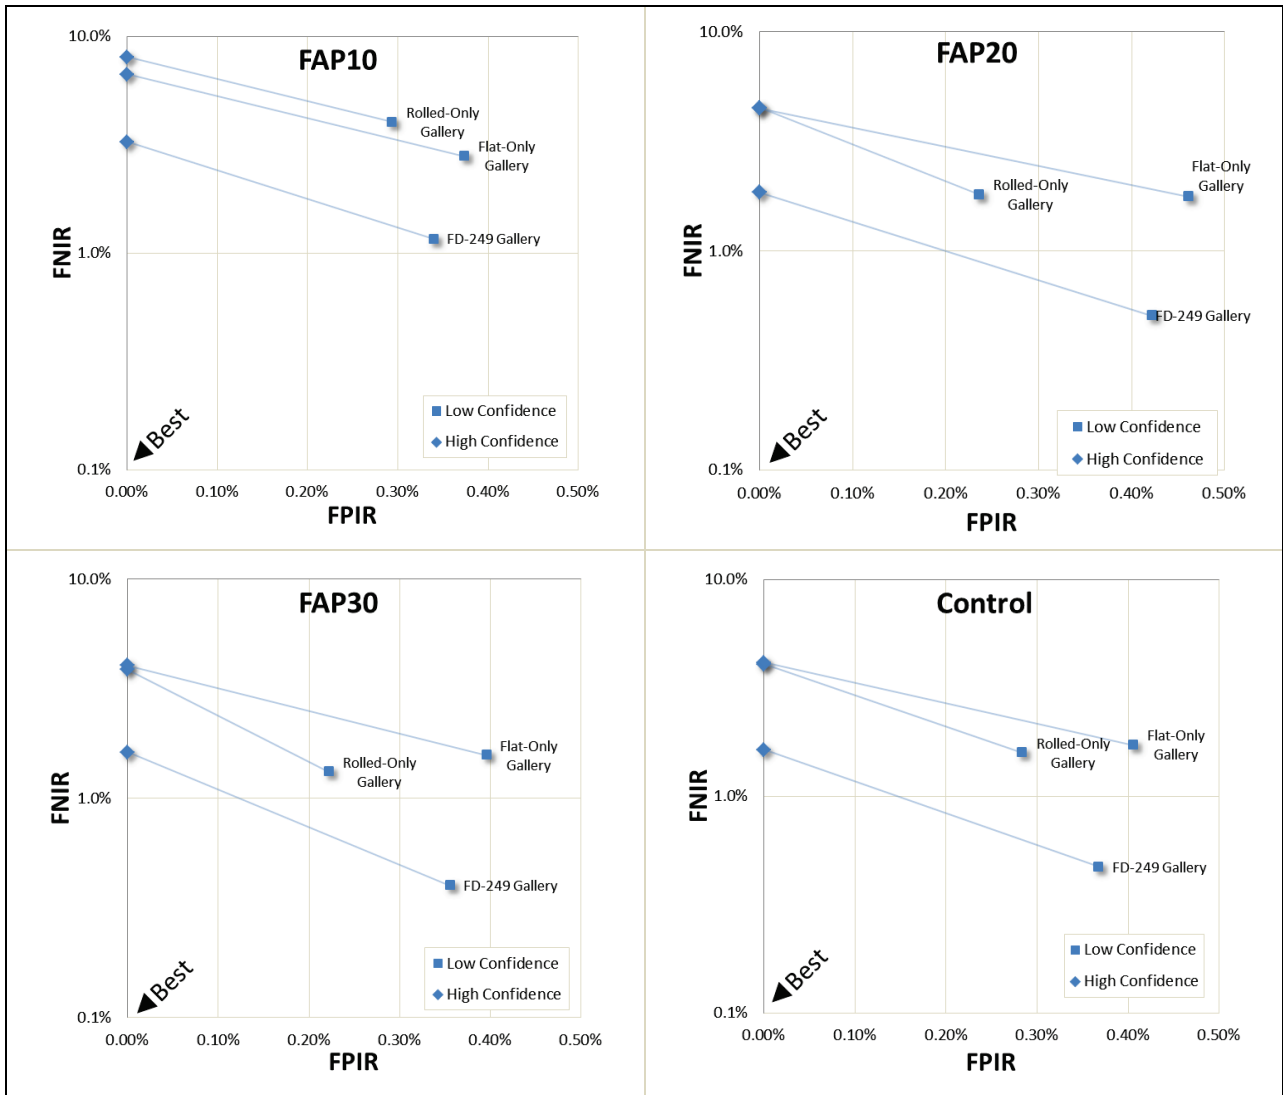 FAP10
10.0%
1.0%
0.1%
FNIR
Rolled-Only
Gallery
Flat-Only
Gallery
FD-249 Gallery
Low Confidence
High Confidence
Best
0.00%
0.10%
0.20%
0.30%
0.40%
0.50%
FPIR
FAP20
10.0%
1.0%
0.1%
FNIR
Flat-Only
Gallery
Rolled-Only
Gallery
FD-249 Gallery
Low Confidence
High Confidence
Best
0.00%
0.10%
0.20%
0.30%
0.40%
0.50%
FPIR
FAP30
10.0%
1.0%
0.1%
FNIR
Flat-Only
Gallery
Rolled-Only
Gallery
FD-249 Gallery
Low Confidence
High Confidence
Best
0.00%
0.10%
0.20%
0.30%
0.40%
0.50%
FPIR
Control
10.0%
1.0%
0.1%
FNIR
Rolled-Only
Gallery
Flat-Only
Gallery
FD-249 Gallery
Low Confidence
High Confidence
Best
0.00%
0.10%
0.20%
0.30%
0.40%
0.50%
FPIR